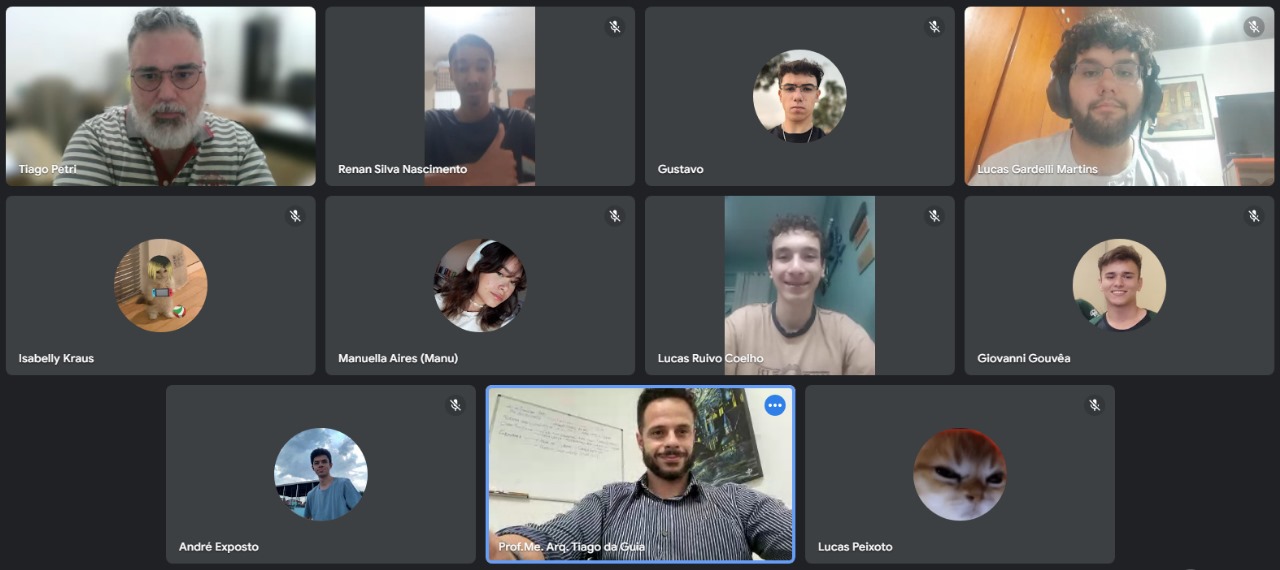 Tiago Petri
Renan Silva Nascimento
Gustavo
Lucas Gardelli Martins
Isabelly Kraus
Manuella Aires (Manu)
Lucas Ruivo Coelho
Giovanni Gouvêa
André Exposto
Prof.Me. Arq. Tiago da Guia
Lucas Peixoto